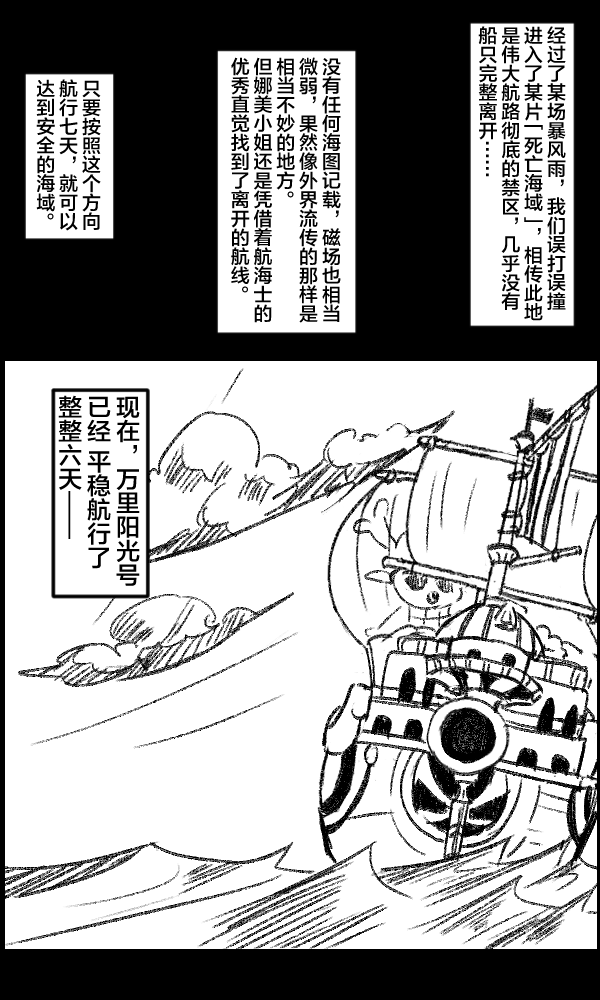 经过了某场暴风雨，我们误打误撞
进入了某片「死亡海域」，相传此地
是伟大航路彻底的禁区，几乎没有
船只完整离开……
没有任何海图记载，磁场也相当
微弱，果然像外界流传的那样是
相当不妙的地方。
但娜美小姐还是凭借着航海士的
优秀直觉找到了离开的航线。
只要按照这个方向
航行七天，就可以
达到安全的海域。
现在，万里阳光号
已经 平稳航行了
整整六天——